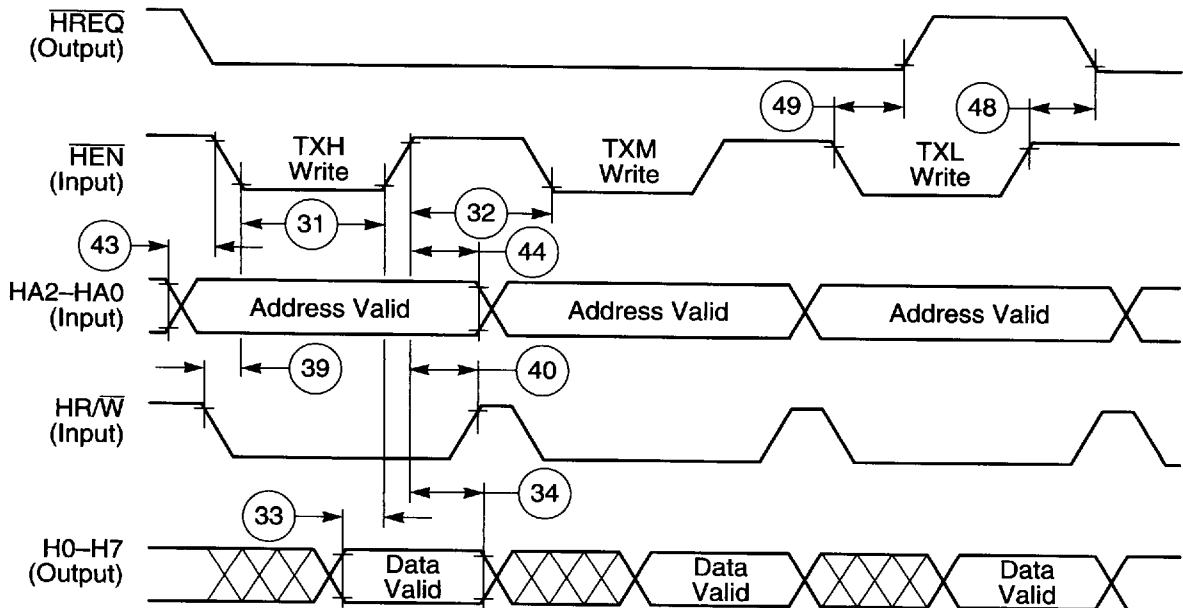 HREQ
(Output)
49
48
HEN
(Input)
TXH
Write
TXM
Write
TXL
Write
31
32
43
44
HA2–HA0
(Input)
Address Valid
Address Valid
Address Valid
39
40
HR/W
(Input)
33
34
H0–H7
(Output)
Data
Valid
Data
Valid
Data
Valid